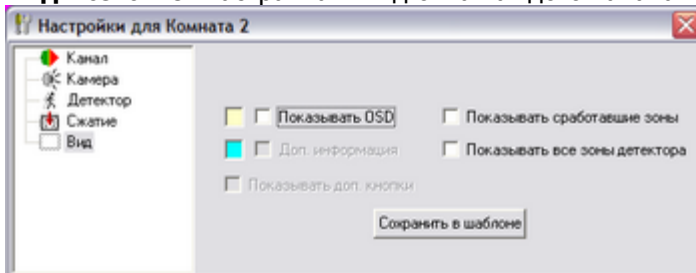 Настройки для Комната 2
Канал
Камера
Детектор
Сжатие
Вид
Показывать OSD
Показывать сработавшие зоны
Доп. информация
Показывать все зоны детектора
Показывать доп. кнопки
Сохранить в шаблоне